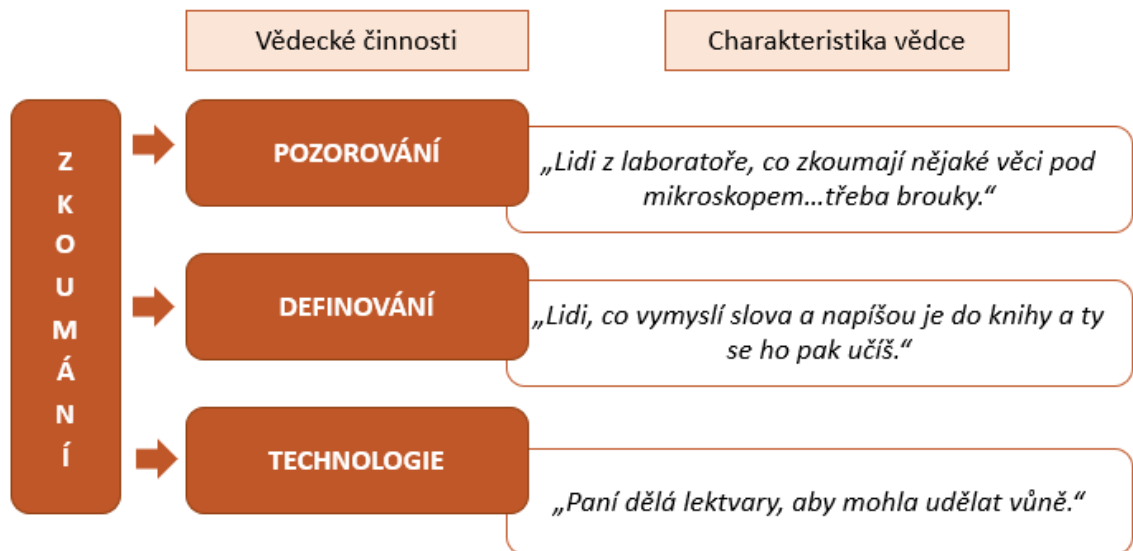 Vědecké činnosti
Charakteristika vědce
ZKOUMÁNÍ
POZOROVÁNÍ
„Lidi z laboratoře, co zkoumají nějaké věci pod
mikroskopem…třeba brouky.“
DEFINOVÁNÍ
„Lidi, co vymyslí slova a napíšou je do knihy a ty
se ho pak učíš.“
TECHNOLOGIE
„Paní dělá lektvary, aby mohla udělat vůně.“